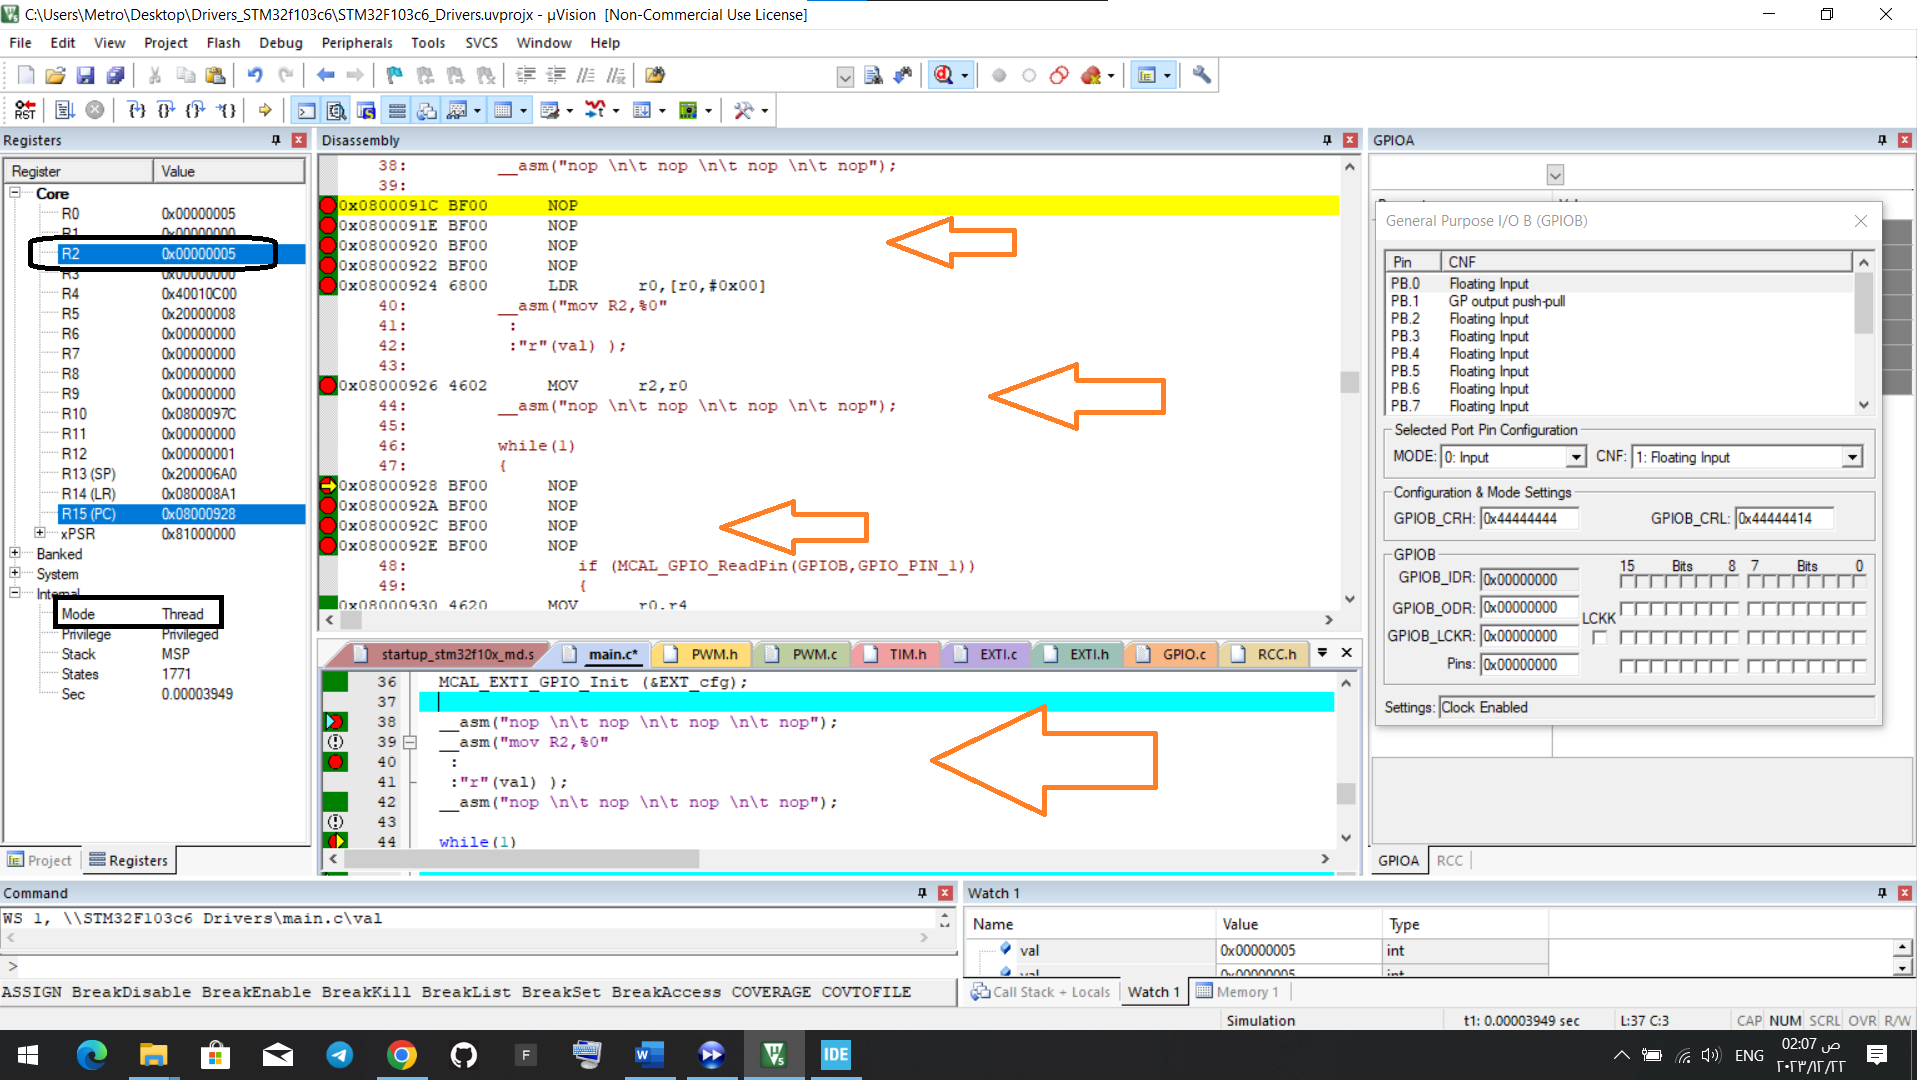 C:\Users\Metro\Desktop\Drivers_STM32f103c6\STM32F103c6_Drivers.uvprojx - µVision [Non-Commercial Use License]
File Edit View Project Flash Debug Peripherals Tools SVCS Window Help
RST
Registers
Register Value
Core
R0 0x00000005
R1 0x00000000
R2 0x00000005
R3 0x00000000
R4 0x40010C00
R5 0x20000008
R6 0x00000000
R7 0x00000000
R8 0x00000000
R9 0x00000000
R10 0x0800097C
R11 0x00000000
R12 0x00000001
R13 (SP) 0x200006A0
R14 (LR) 0x080008A1
R15 (PC) 0x08000928
xPSR 0x81000000
Banked
System
Internal
Mode Thread
Privilege Privileged
Stack MSP
States 1771
Sec 0.00003949
Project Registers
Disassembly
38: __asm("nop \n\t nop \n\t nop \n\t nop");
39:
0x0800091C BF00 NOP
0x0800091E BF00 NOP
0x08000920 BF00 NOP
0x08000922 BF00 NOP
0x08000924 6800 LDR r0,[r0,#0x00]
40: __asm("mov R2,%0"
41: :
42: :"r"(val) );
43:
0x08000926 4602 MOV r2,r0
44: __asm("nop \n\t nop \n\t nop \n\t nop");
45:
46: while(1)
47: {
0x08000928 BF00 NOP
0x0800092A BF00 NOP
0x0800092C BF00 NOP
0x0800092E BF00 NOP
48: if (MCAL_GPIO_ReadPin(GPIOB,GPIO_PIN_1))
49: {
0x08000930 4620 MOV r0,r4
startup_stm32f10x_md.s main.c* PWM.h PWM.c TIM.h EXTI.c EXTI.h GPIO.c RCC.h
36 MCAL_EXTI_GPIO_Init (&EXT_cfg);
37
38 __asm("nop \n\t nop \n\t nop \n\t nop");
39 __asm("mov R2,%0"
40 :
41 :"r"(val) );
42 __asm("nop \n\t nop \n\t nop \n\t nop");
43
44 while(1)
GPIOA
General Purpose I/O B (GPIOB)
Pin CNF
PB.0 Floating Input
PB.1 GP output push-pull
PB.2 Floating Input
PB.3 Floating Input
PB.4 Floating Input
PB.5 Floating Input
PB.6 Floating Input
PB.7 Floating Input
Selected Port Pin Configuration
MODE: 0: Input CNF: 1: Floating Input
Configuration & Mode Settings
GPIOB_CRH: 0x44444444 GPIOB_CRL: 0x44444414
GPIOB
15 Bits 8 7 Bits 0
GPIOB_IDR: 0x00000000
GPIOB_ODR: 0x00000000
LCKK
GPIOB_LCKR: 0x00000000
Pins: 0x00000000
Settings: Clock Enabled
GPIOA RCC
Command
WS 1, \\STM32F103c6 Drivers\main.c\val
>
ASSIGN BreakDisable BreakEnable BreakKill BreakList BreakSet BreakAccess COVERAGE COVTOFILE
Watch 1
Name Value Type
val 0x00000005 int
val 0x00000005 int
Call Stack + Locals Watch 1 Memory 1
Simulation t1: 0.00003949 sec L:37 C:3 CAP NUM SCRL OVR R/W
F
IDE
ENG
02:07 ص
٢٠٢٣/١٢/٢٢